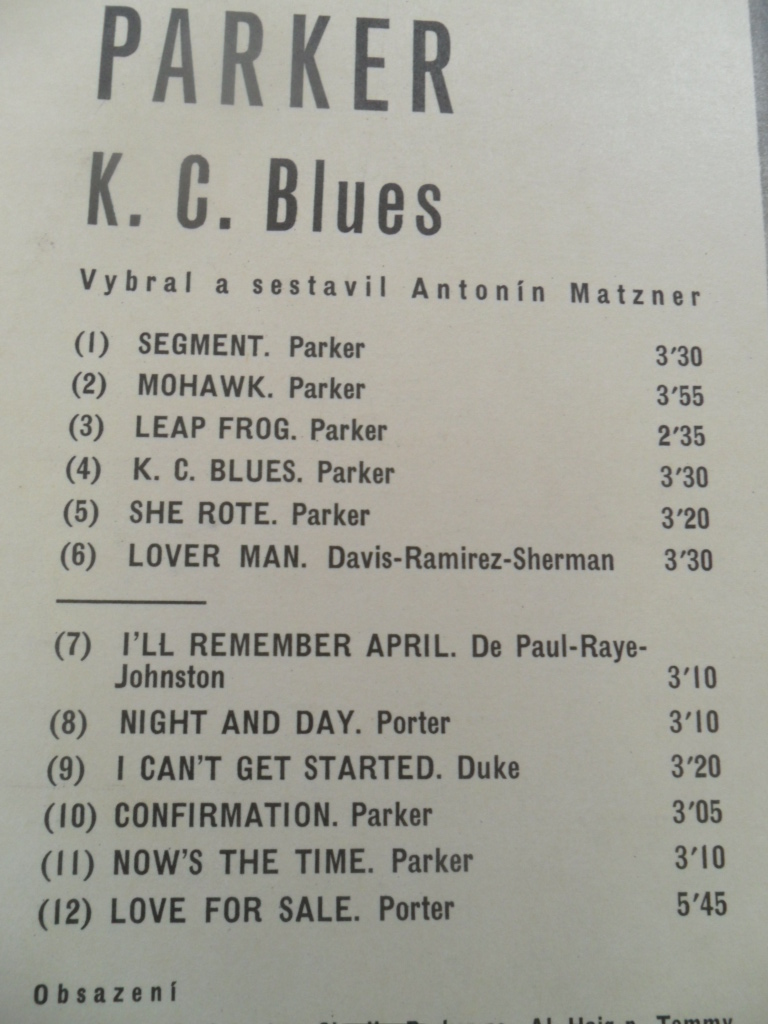 PARKER
K. C. Blues
Vybral a sestavil Antonín Matzner
(1) SEGMENT. Parker 3'30
(2) MOHAWK. Parker 3'55
(3) LEAP FROG. Parker 2'35
(4) K. C. BLUES. Parker 3'30
(5) SHE ROTE. Parker 3'20
(6) LOVER MAN. Davis-Ramirez-Sherman 3'30
(7) I'LL REMEMBER APRIL. De Paul-Raye-
Johnston 3'10
(8) NIGHT AND DAY. Porter 3'10
(9) I CAN'T GET STARTED. Duke 3'20
(10) CONFIRMATION. Parker 3'05
(11) NOW'S THE TIME. Parker 3'10
(12) LOVE FOR SALE. Porter 5'45
Obsazení